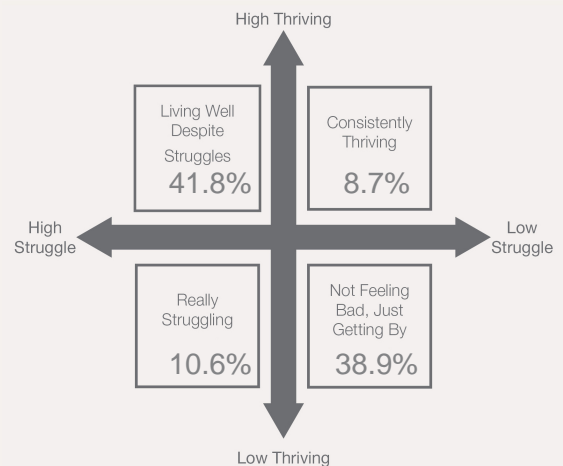 High Thriving
Living Well
Despite
Struggles
41.8%
Consistently
Thriving
8.7%
High
Struggle
Low
Struggle
Really
Struggling
10.6%
Not Feeling
Bad, Just
Getting By
38.9%
Low Thriving